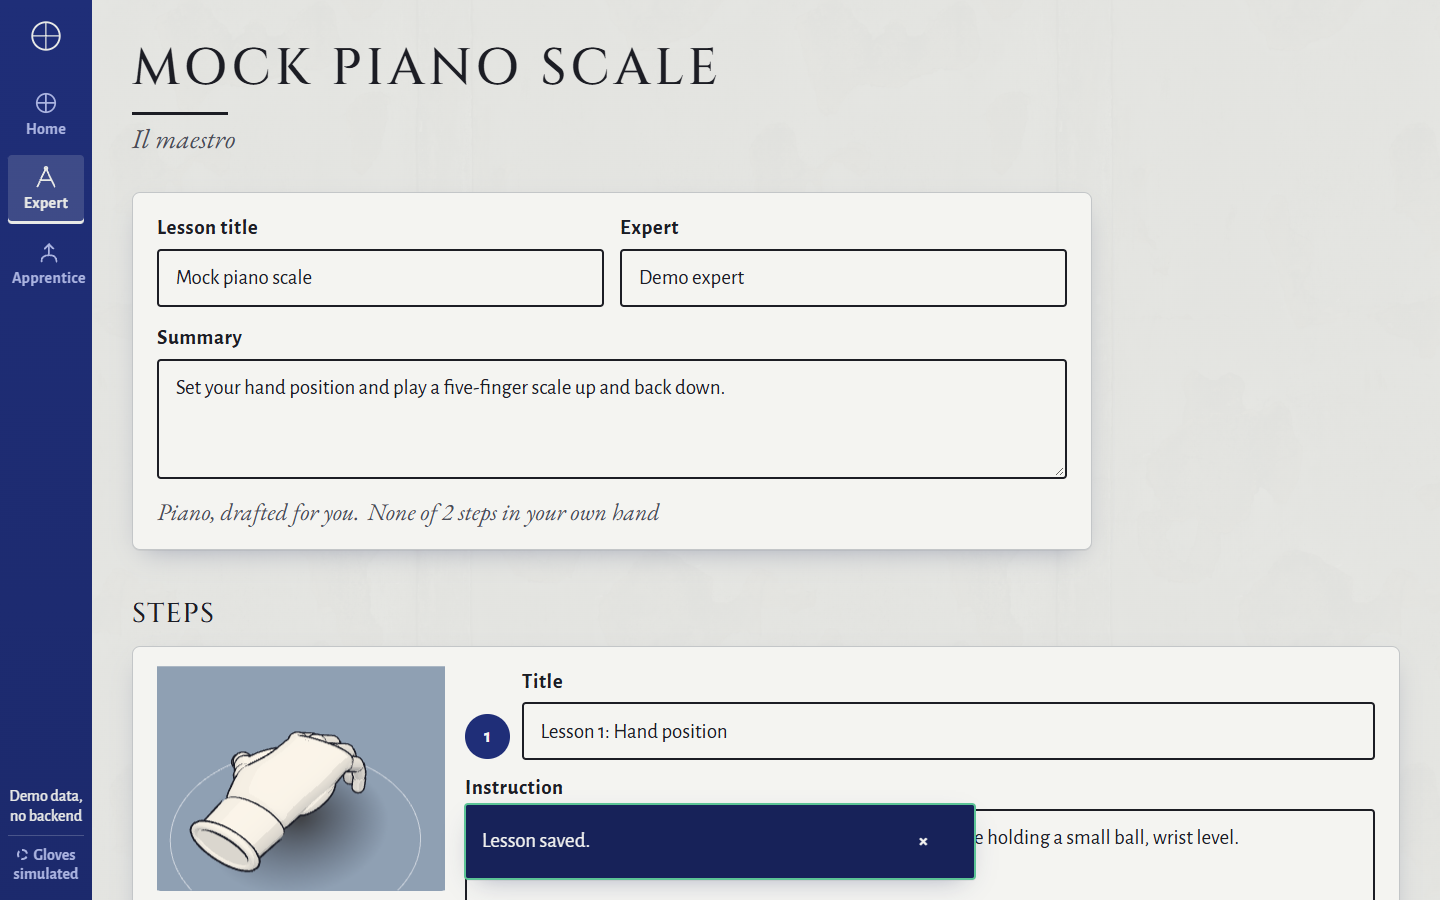 Home
Expert
Apprentice
Demo data,
no backend
Gloves
simulated
MOCK PIANO SCALE
Il maestro
Lesson title
Expert
Mock piano scale
Demo expert
Summary
Set your hand position and play a five-finger scale up and back down.
Piano, drafted for you. None of 2 steps in your own hand
STEPS
Title
1
Lesson 1: Hand position
Instruction
holding a small ball, wrist level.
Lesson saved.
×